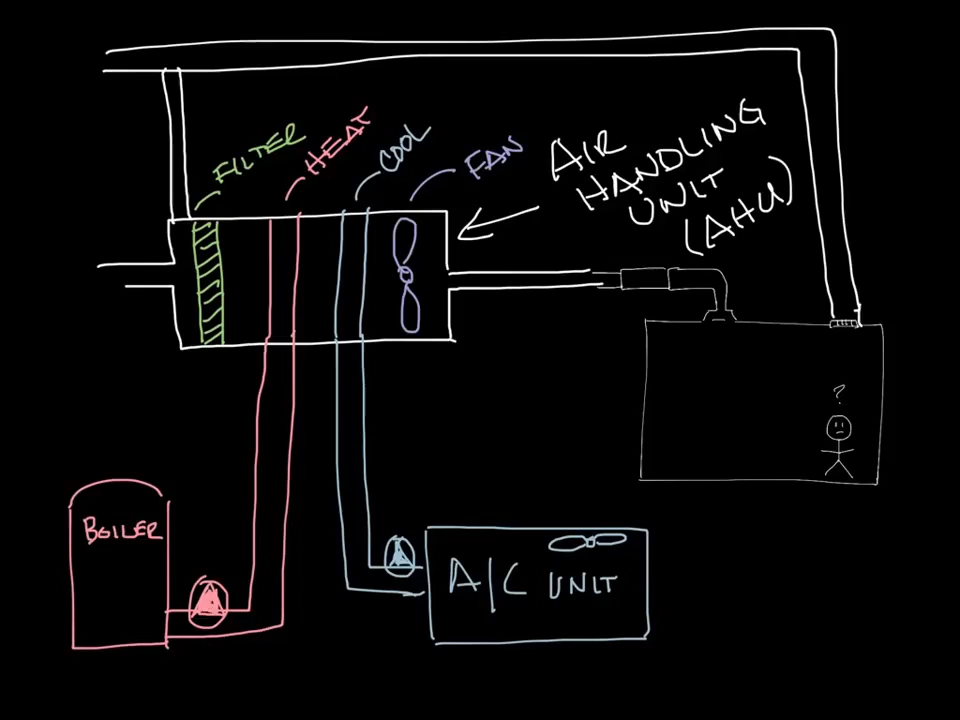 FILTER
HEAT
COOL
FAN
AIR
HANDLING
UNIT
(AHU)
?
BOILER
A/C UNIT